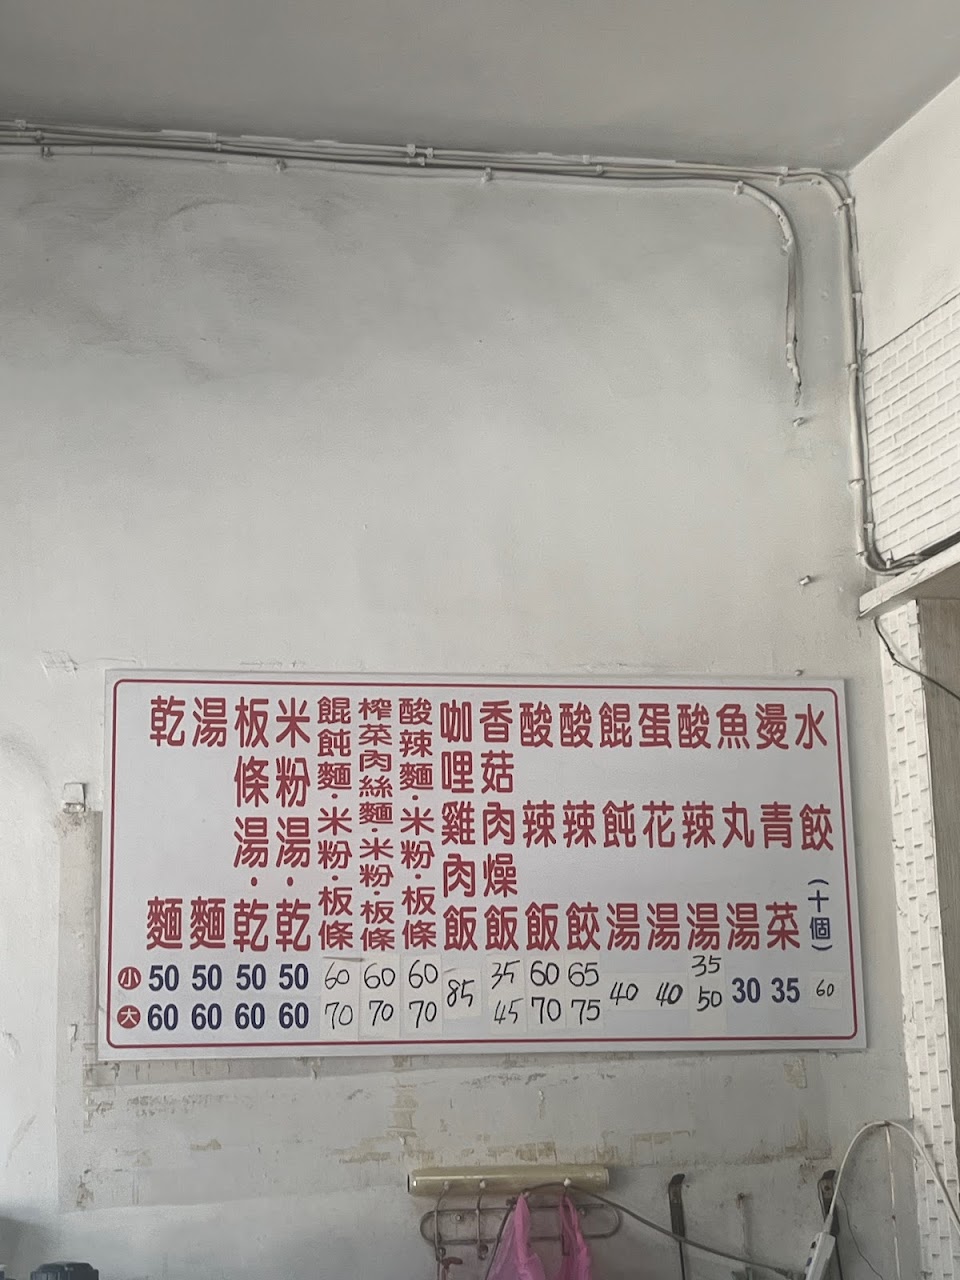 小
大
乾麵
50
60
湯麵
50
60
板條湯·乾
50
60
米粉湯·乾
50
60
餛飩麵·米粉·板條
60
70
榨菜肉絲麵·米粉·板條
60
70
酸辣麵·米粉·板條
60
70
咖哩雞肉飯
85
香菇肉燥飯
35
45
酸辣飯
60
70
酸辣餃
65
75
餛飩湯
40
蛋花湯
40
酸辣湯
35
50
魚丸湯
30
燙青菜
35
水餃(十個)
60